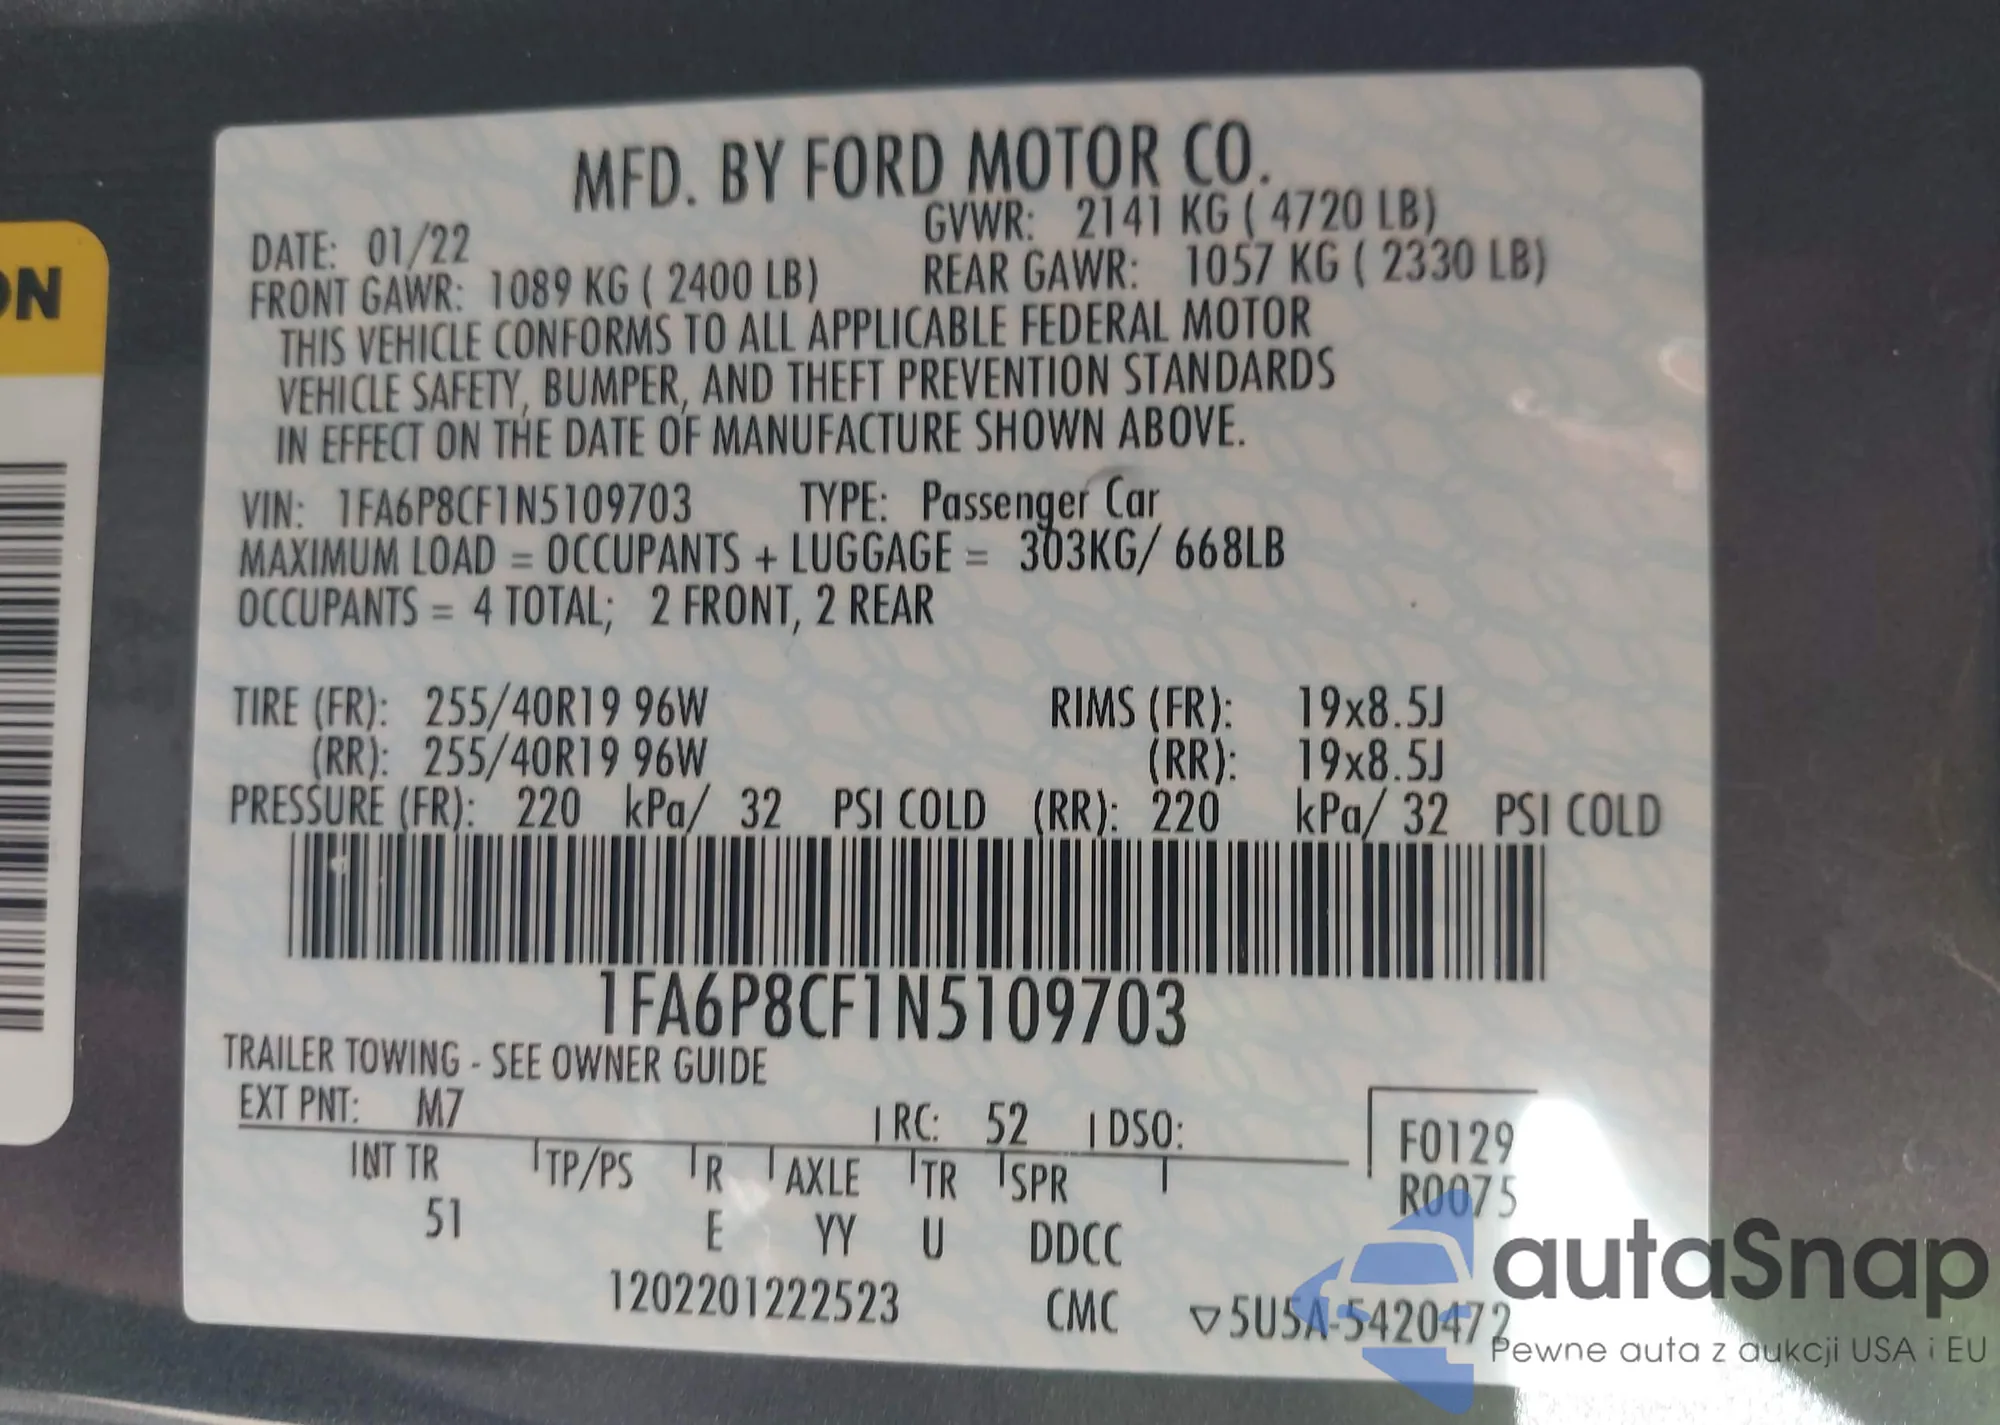 ON
MFD. BY FORD MOTOR CO.
DATE: 01/22 GVWR: 2141 KG ( 4720 LB)
FRONT GAWR: 1089 KG ( 2400 LB) REAR GAWR: 1057 KG ( 2330 LB)
THIS VEHICLE CONFORMS TO ALL APPLICABLE FEDERAL MOTOR
VEHICLE SAFETY, BUMPER, AND THEFT PREVENTION STANDARDS
IN EFFECT ON THE DATE OF MANUFACTURE SHOWN ABOVE.
VIN: 1FA6P8CF1N5109703 TYPE: Passenger Car
MAXIMUM LOAD = OCCUPANTS + LUGGAGE = 303KG/ 668LB
OCCUPANTS = 4 TOTAL; 2 FRONT, 2 REAR
TIRE (FR): 255/40R19 96W RIMS (FR): 19x8.5J
(RR): 255/40R19 96W (RR): 19x8.5J
PRESSURE (FR): 220 kPa/ 32 PSI COLD (RR): 220 kPa/ 32 PSI COLD
1FA6P8CF1N5109703
TRAILER TOWING - SEE OWNER GUIDE
EXT PNT: M7 RC: 52 DSO: F0129
R0075
INT TR TP/PS R AXLE TR SPR
51 E YY U DDCC
1202201222523 CMC ▽5U5A-5420472
autaSnap
Pewne auta z aukcji USA i EU